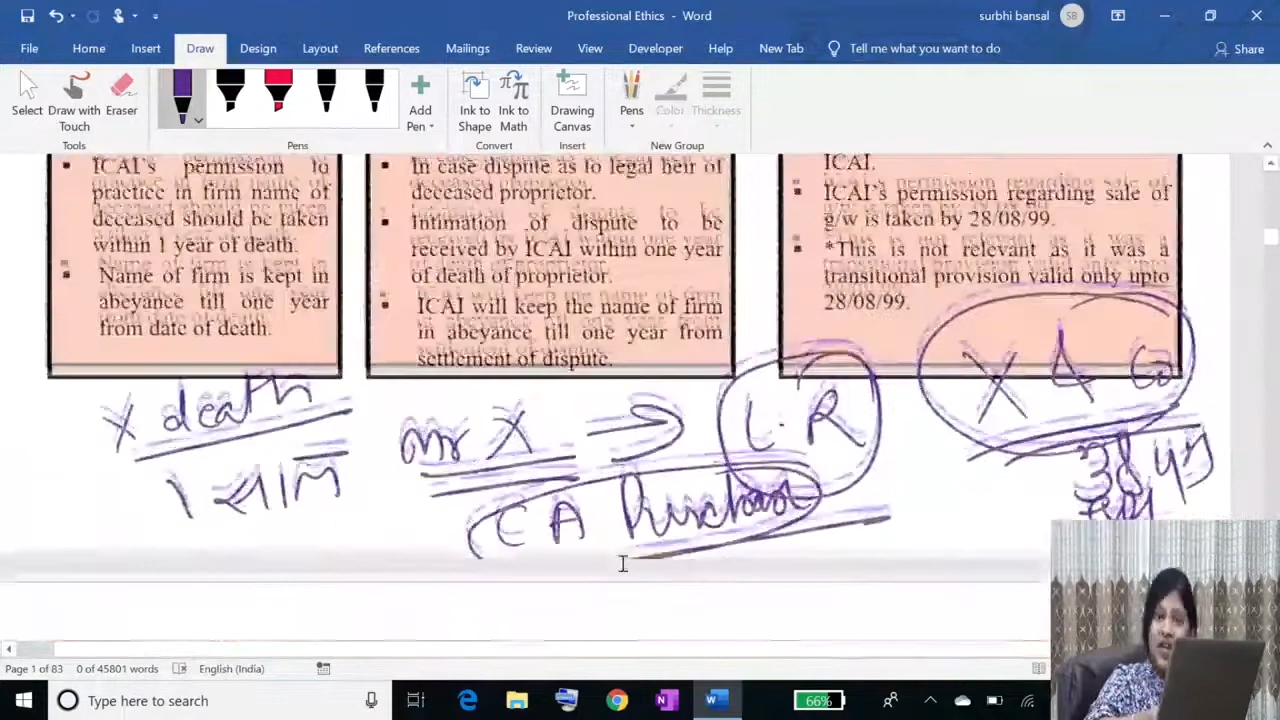 Professional Ethics - Word
surbhi bansal SB
File Home Insert Draw Design Layout References Mailings Review View Developer Help New Tab Tell me what you want to do Share
Select Draw with Touch Eraser Add Pen Ink to Shape Ink to Math Drawing Canvas Pens Color Thickness
Tools Pens Convert Insert New Group
ICAI's permission to
practice in firm name of
deceased should be taken
within 1 year of death.
Name of firm is kept in
abeyance till one year
from date of death.
In case dispute as to legal heir of
deceased proprietor.
Intimation of dispute to be
received by ICAI within one year
of death of proprietor.
ICAI will keep the name of firm
in abeyance till one year from
settlement of dispute.
ICAI.
ICAI's permission regarding sale of
g/w is taken by 28/08/99.
*This is not relevant as it was a
transitional provision valid only upto
28/08/99.
X death
1 साल
Mr X → L.R
CA Purchase
X & Co
Page 1 of 83 0 of 45801 words English (India)
Type here to search
66%